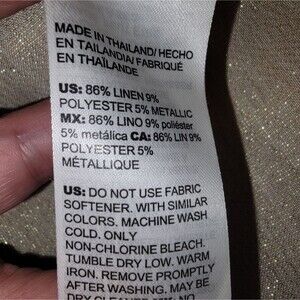 MADE IN THAILAND/ HECHO
EN TAILANDIA/ FABRIQUÉ
EN THAÏLANDE
US: 86% LINEN 9%
POLYESTER 5% METALLIC
MX: 86% LINO 9% poliéster
5% metálica CA: 86% LIN 9%
POLYESTER 5%
MÉTALLIQUE
US: DO NOT USE FABRIC
SOFTENER. WITH SIMILAR
COLORS. MACHINE WASH
COLD. ONLY
NON-CHLORINE BLEACH.
TUMBLE DRY LOW. WARM
IRON. REMOVE PROMPTLY
AFTER WASHING. MAY BE